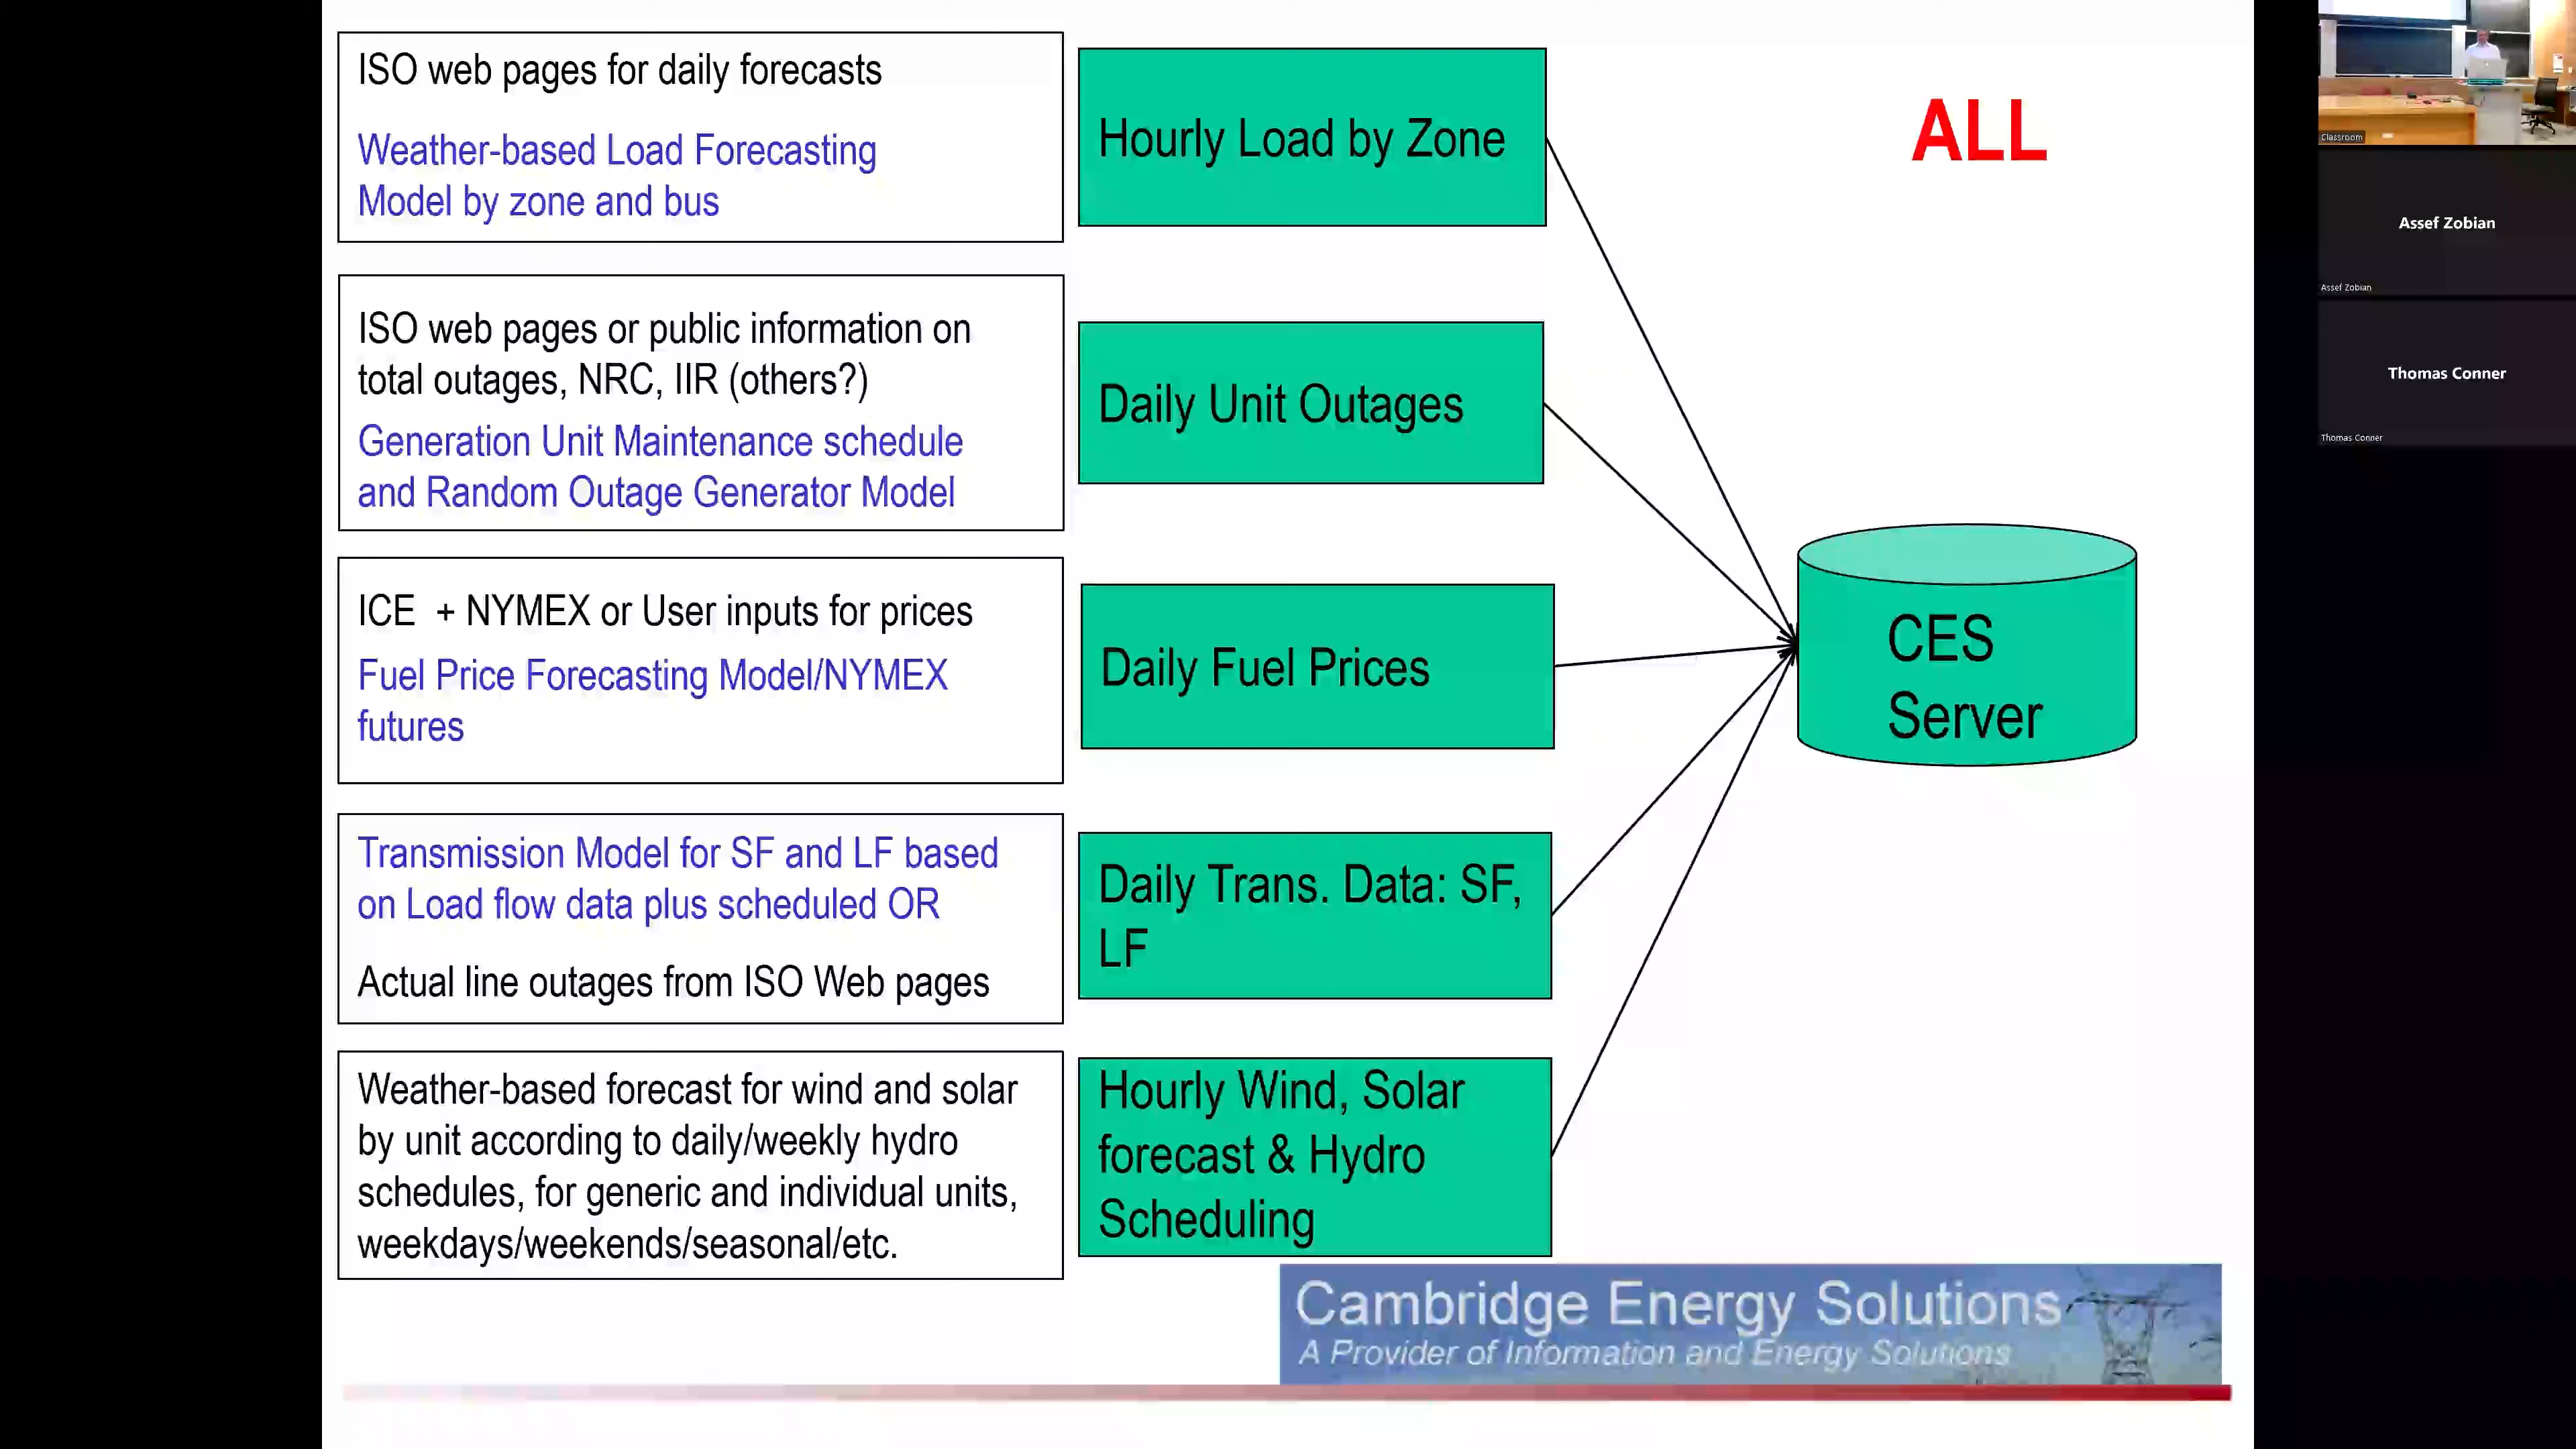 ISO web pages for daily forecasts
Weather-based Load Forecasting
Model by zone and bus
Hourly Load by Zone
ALL
ISO web pages or public information on
total outages, NRC, IIR (others?)
Generation Unit Maintenance schedule
and Random Outage Generator Model
Daily Unit Outages
ICE + NYMEX or User inputs for prices
Fuel Price Forecasting Model/NYMEX
futures
Daily Fuel Prices
CES
Server
Transmission Model for SF and LF based
on Load flow data plus scheduled OR
Actual line outages from ISO Web pages
Daily Trans. Data: SF,
LF
Weather-based forecast for wind and solar
by unit according to daily/weekly hydro
schedules, for generic and individual units,
weekdays/weekends/seasonal/etc.
Hourly Wind, Solar
forecast & Hydro
Scheduling
Cambridge Energy Solutions
A Provider of Information and Energy Solutions
Classroom
Assef Zobian
Assef Zobian
Thomas Conner
Thomas Conner